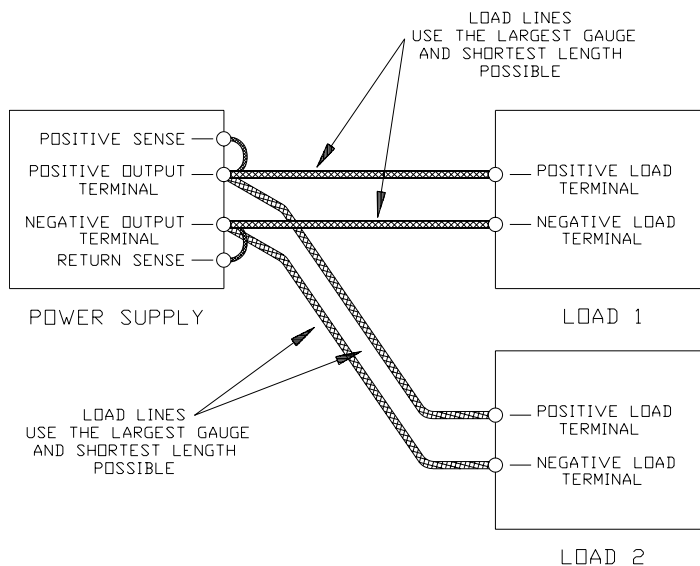 LOAD LINES
USE THE LARGEST GAUGE
AND SHORTEST LENGTH
POSSIBLE
POSITIVE SENSE
POSITIVE OUTPUT
TERMINAL
NEGATIVE OUTPUT
TERMINAL
RETURN SENSE
POWER SUPPLY
POSITIVE LOAD
TERMINAL
NEGATIVE LOAD
TERMINAL
LOAD 1
LOAD LINES
USE THE LARGEST GAUGE
AND SHORTEST LENGTH
POSSIBLE
POSITIVE LOAD
TERMINAL
NEGATIVE LOAD
TERMINAL
LOAD 2